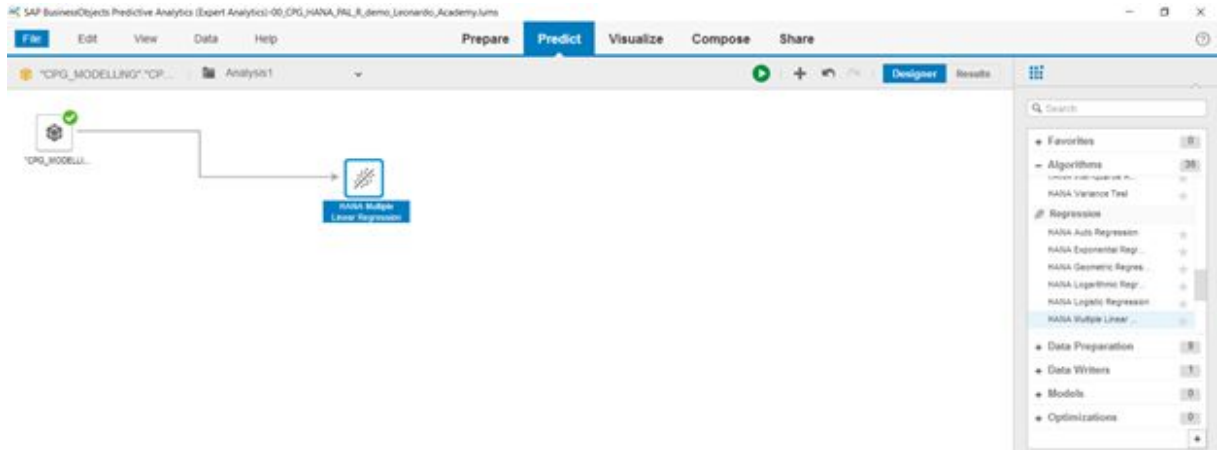 SAP BusinessObjects Predictive Analytics (Expert Analytics)-00_CPG_HANA_PAL_R_demo_Leonardo_Academy.lums
File Edit View Data Help Prepare Predict Visualize Compose Share
"CPG_MODELLING"."CP... Analysis1 Designer Results
Search
"CPG_MODELLI...
HANA Multiple
Linear Regression
Favorites 0
Algorithms 38
HANA Variance Test
Regression
HANA Auto Regression
HANA Exponential Regr...
HANA Geometric Regres...
HANA Logarithmic Regr...
HANA Logistic Regression
HANA Multiple Linear ...
Data Preparation 9
Data Writers 1
Models 0
Optimizations 0